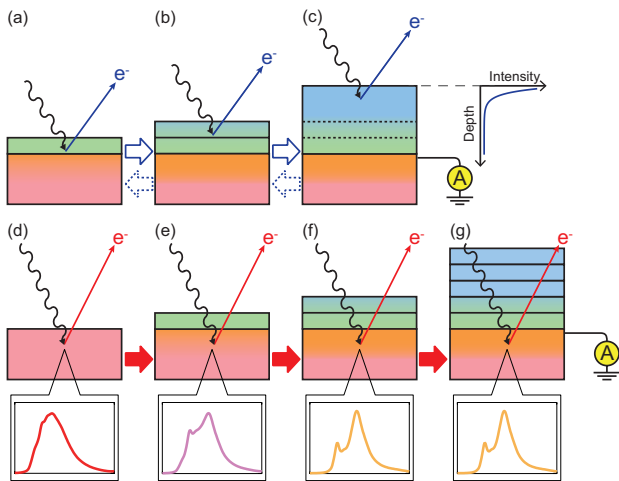 (a)
(b)
(c)
e-
e-
e-
Intensity
Depth
A
(d)
(e)
(f)
(g)
e-
e-
e-
e-
A